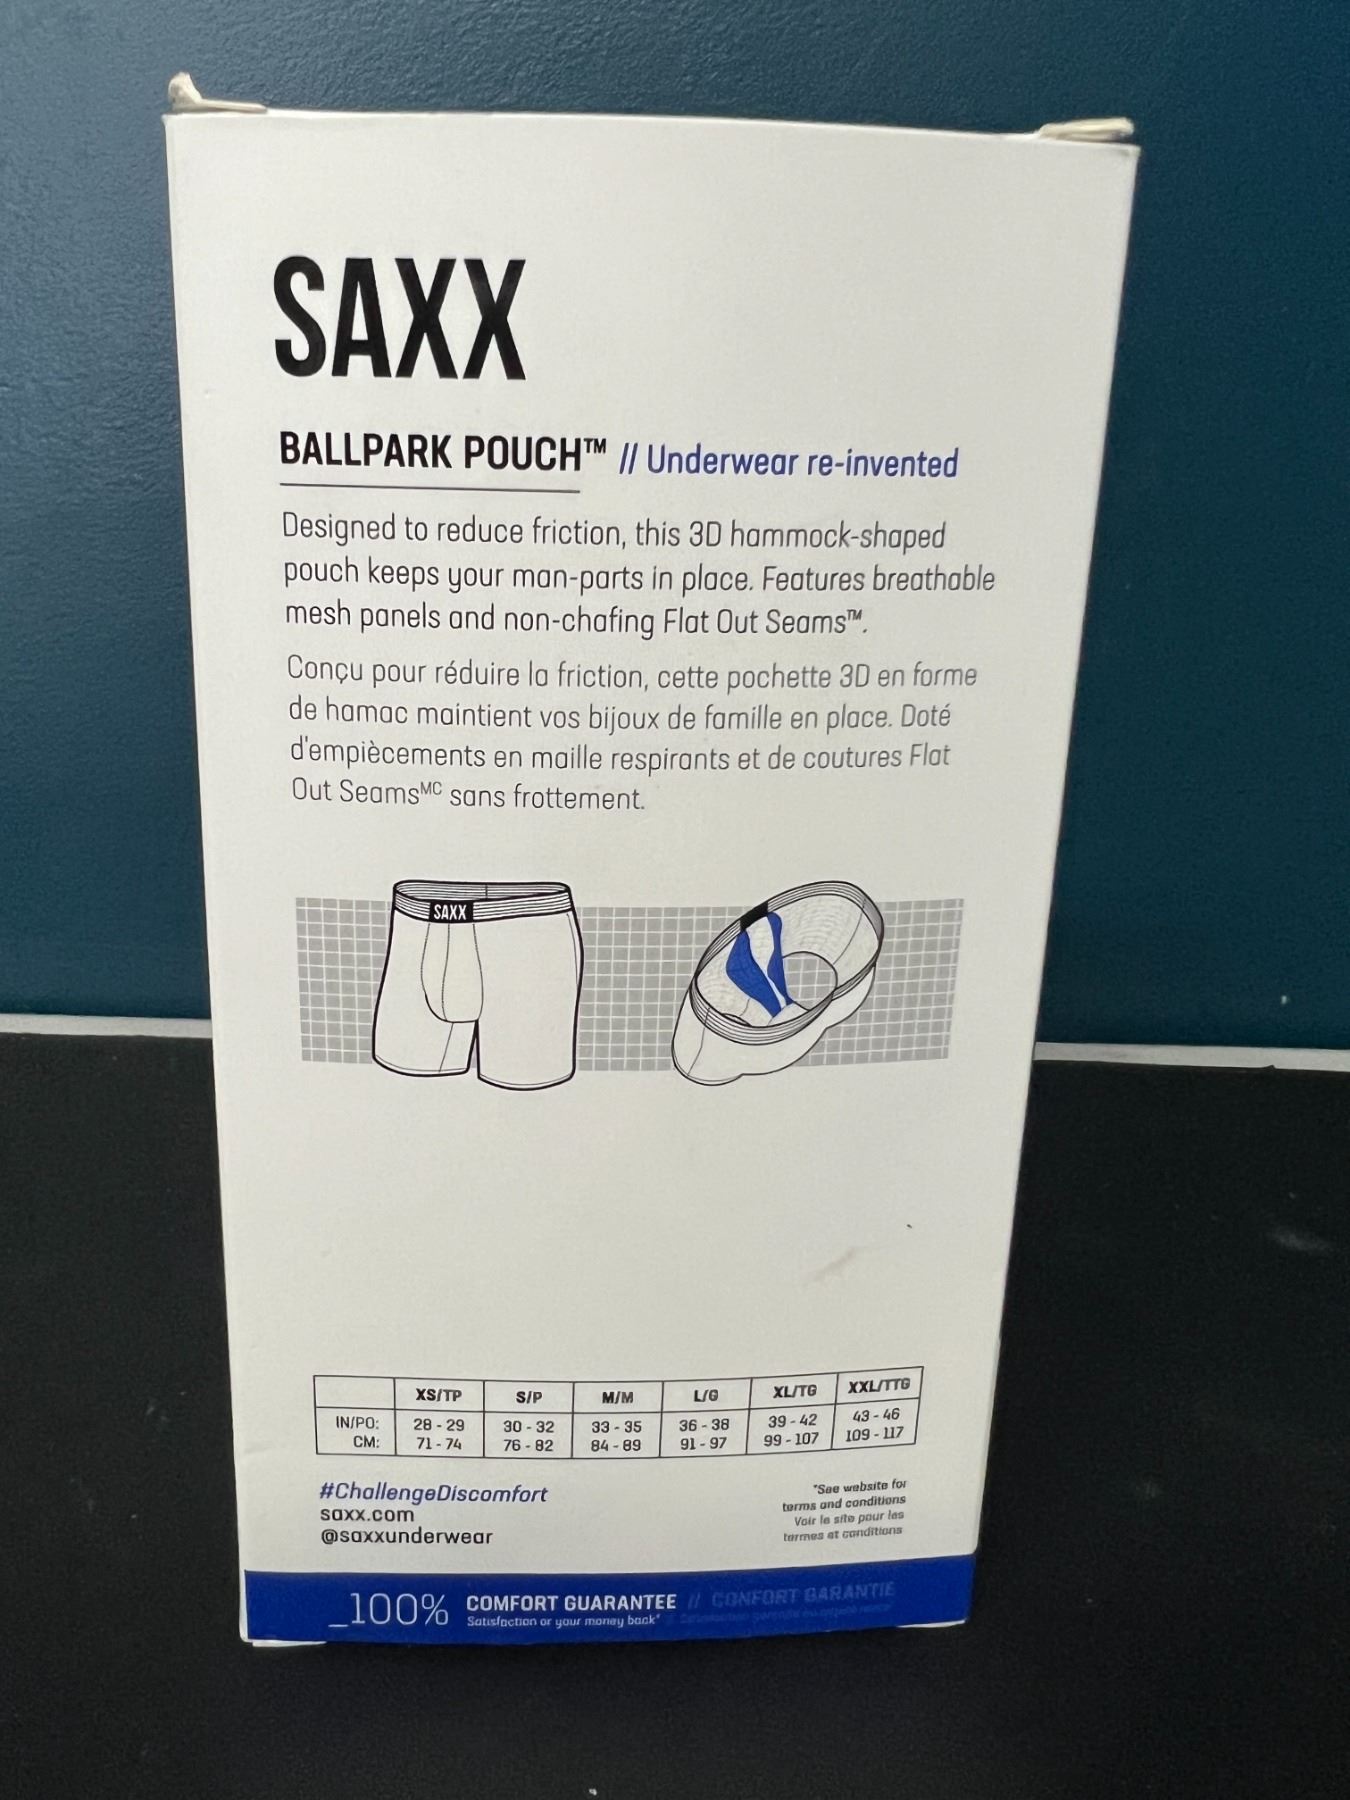 SAXX
BALLPARK POUCH™ // Underwear re-invented
Designed to reduce friction, this 3D hammock-shaped
pouch keeps your man-parts in place. Features breathable
mesh panels and non-chafing Flat Out Seams™.
Conçu pour réduire la friction, cette pochette 3D en forme
de hamac maintient vos bijoux de famille en place. Doté
d'empiècements en maille respirants et de coutures Flat
Out Seamsᴹᶜ sans frottement.
SAXX
XS/TP S/P M/M L/G XL/TG XXL/TTG
IN/PO: 28 - 29 30 - 32 33 - 35 36 - 38 39 - 42 43 - 46
CM: 71 - 74 76 - 82 84 - 89 91 - 97 99 - 107 109 - 117
#ChallengeDiscomfort
saxx.com
@saxxunderwear
*See website for
terms and conditions
Voir le site pour les
termes et conditions
_100% COMFORT GUARANTEE // CONFORT GARANTIE
Satisfaction or your money back*